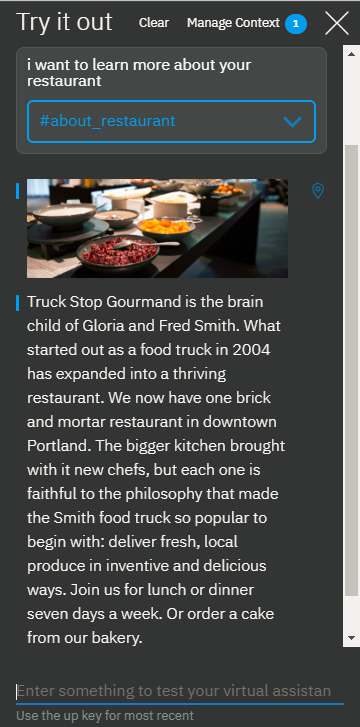 Try it out Clear Manage Context 1
i want to learn more about your
restaurant
#about_restaurant
Truck Stop Gourmand is the brain
child of Gloria and Fred Smith. What
started out as a food truck in 2004
has expanded into a thriving
restaurant. We now have one brick
and mortar restaurant in downtown
Portland. The bigger kitchen brought
with it new chefs, but each one is
faithful to the philosophy that made
the Smith food truck so popular to
begin with: deliver fresh, local
produce in inventive and delicious
ways. Join us for lunch or dinner
seven days a week. Or order a cake
from our bakery.
Enter something to test your virtual assistan
Use the up key for most recent